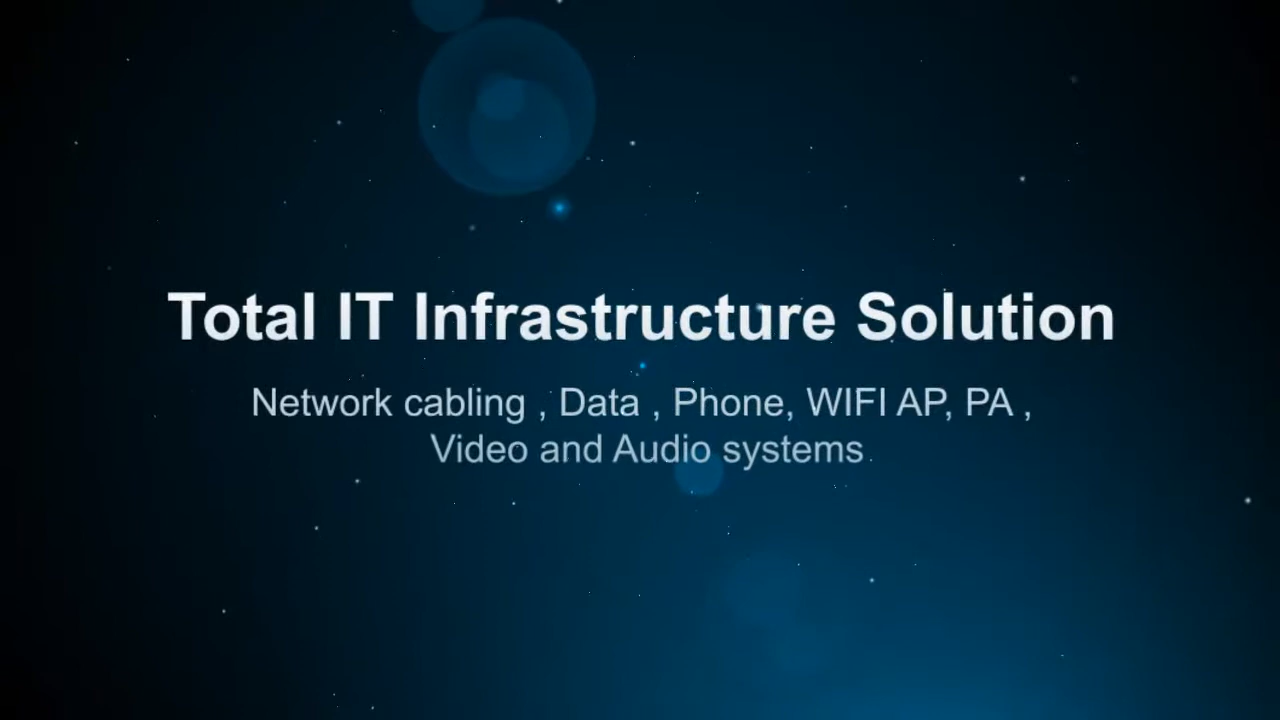 Total IT Infrastructure Solution
Network cabling , Data , Phone, WIFI AP, PA ,
Video and Audio systems